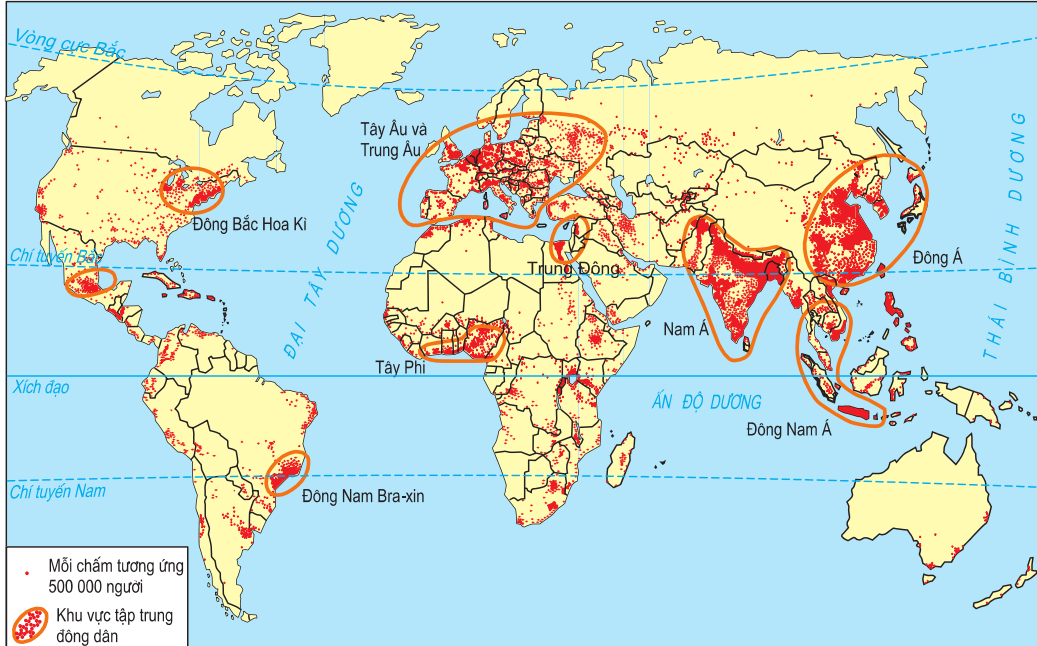 Vòng cực Bắc
Tây Âu và
Trung Âu
Đông Bắc Hoa Kì
ĐẠI TÂY DƯƠNG
THÁI BÌNH DƯƠNG
Chí tuyến Bắc
Trung Đông
Đông Á
Nam Á
Tây Phi
Xích đạo
ẤN ĐỘ DƯƠNG
Đông Nam Á
Chí tuyến Nam
Đông Nam Bra-xin
Mỗi chấm tương ứng
500 000 người
Khu vực tập trung
đông dân